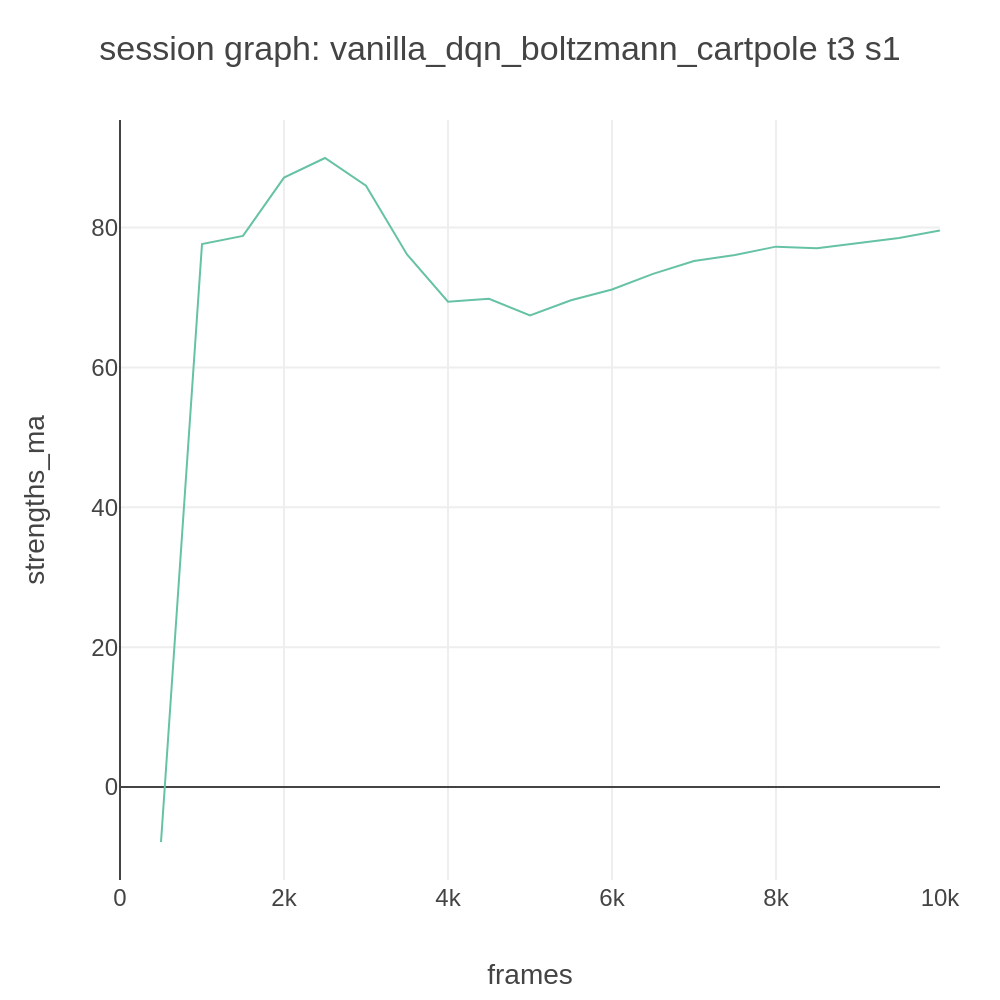 session graph: vanilla_dqn_boltzmann_cartpole t3 s1
80
60
40
20
0
strengths_ma
0 2k 4k 6k 8k 10k
frames